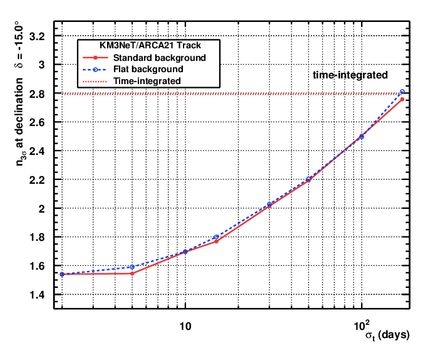 KM3NeT/ARCA21 Track
Standard background
Flat background
Time-integrated
time-integrated
n3σ at declination δ = -15.0°
3.2
3
2.8
2.6
2.4
2.2
2
1.8
1.6
1.4
10
10²
σt (days)